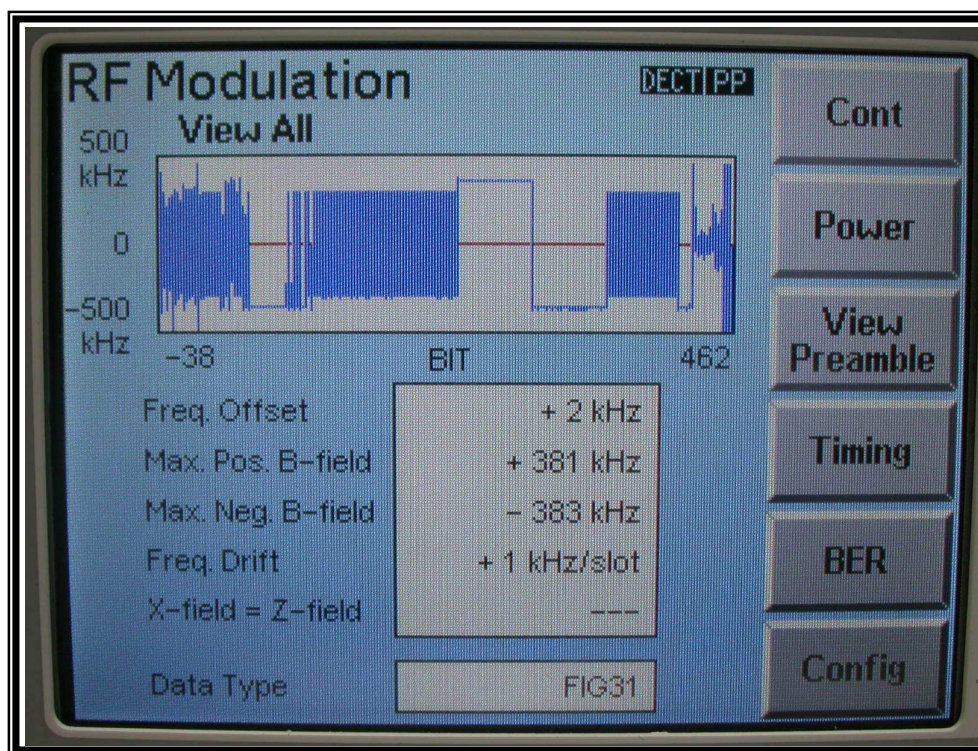 RF Modulation
DECT PP
View All
500
kHz
0
-500
kHz
-38
BIT
462
Freq. Offset
+ 2 kHz
Max. Pos. B-field
+ 381 kHz
Max. Neg. B-field
- 383 kHz
Freq. Drift
+ 1 kHz/slot
X-field = Z-field
---
Data Type
FIG31
Cont
Power
View
Preamble
Timing
BER
Config